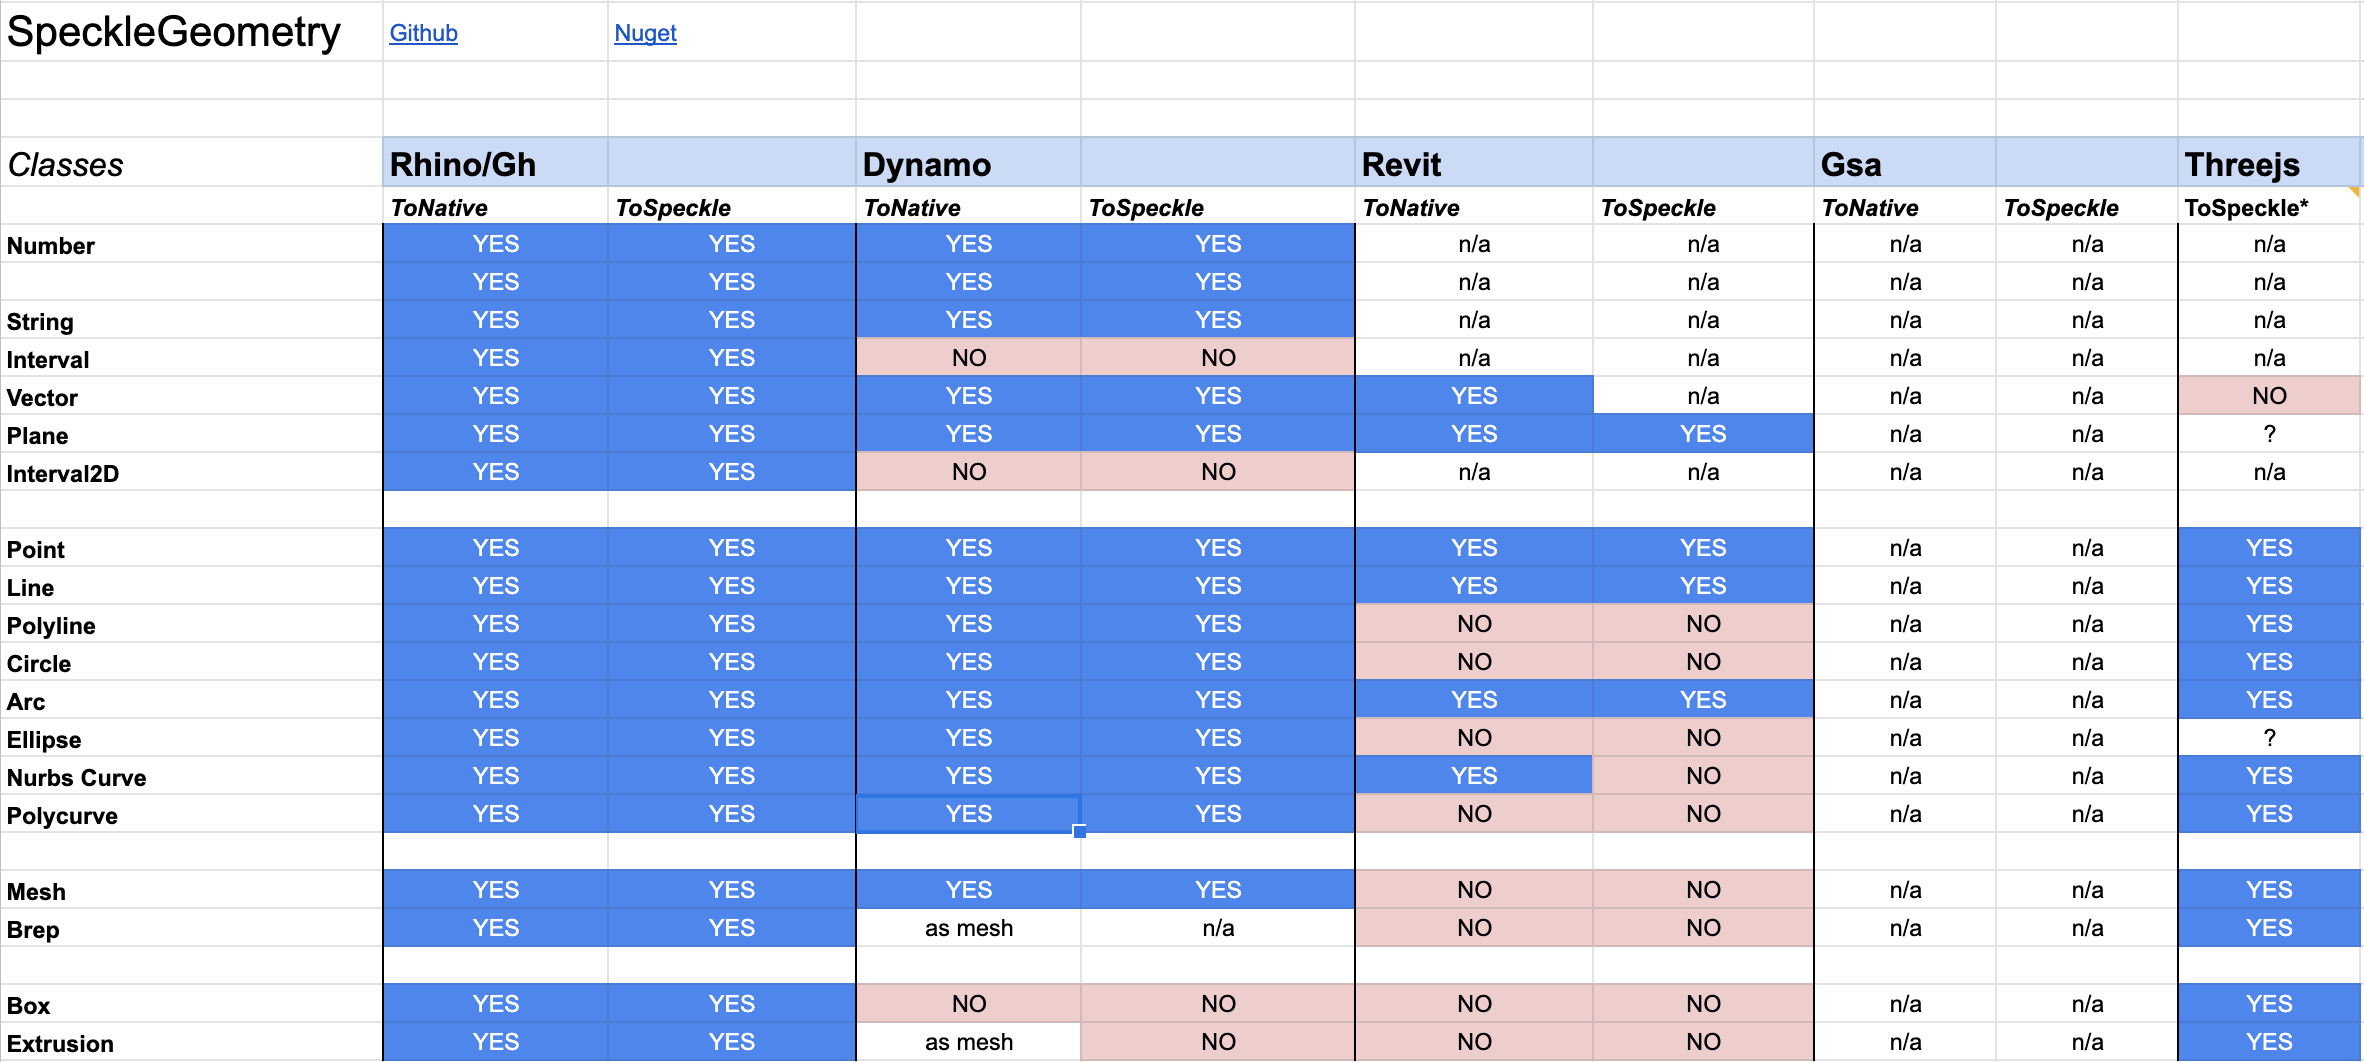 SpeckleGeometry Github Nuget
Classes Rhino/Gh Dynamo Revit Gsa Threejs
ToNative ToSpeckle ToNative ToSpeckle ToNative ToSpeckle ToNative ToSpeckle ToSpeckle*
Number YES YES YES YES n/a n/a n/a n/a n/a
YES YES YES YES n/a n/a n/a n/a n/a
String YES YES YES YES n/a n/a n/a n/a n/a
Interval YES YES NO NO n/a n/a n/a n/a n/a
Vector YES YES YES YES YES n/a n/a n/a NO
Plane YES YES YES YES YES YES n/a n/a ?
Interval2D YES YES NO NO n/a n/a n/a n/a n/a
Point YES YES YES YES YES YES n/a n/a YES
Line YES YES YES YES YES YES n/a n/a YES
Polyline YES YES YES YES NO NO n/a n/a YES
Circle YES YES YES YES NO NO n/a n/a YES
Arc YES YES YES YES YES YES n/a n/a YES
Ellipse YES YES YES YES NO NO n/a n/a ?
Nurbs Curve YES YES YES YES YES NO n/a n/a YES
Polycurve YES YES YES YES NO NO n/a n/a YES
Mesh YES YES YES YES NO NO n/a n/a YES
Brep YES YES as mesh n/a NO NO n/a n/a YES
Box YES YES NO NO NO NO n/a n/a YES
Extrusion YES YES as mesh NO NO NO n/a n/a YES